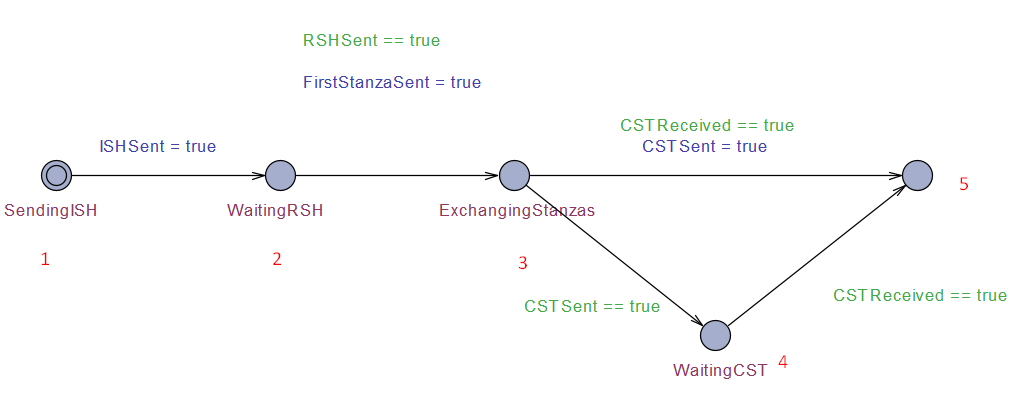 RSHSent == true
FirstStanzaSent = true
CSTReceived == true
ISHSent = true
CSTSent = true
5
SendingISH
WaitingRSH
ExchangingStanzas
1
2
3
CSTSent == true
CSTReceived == true
WaitingCST
4